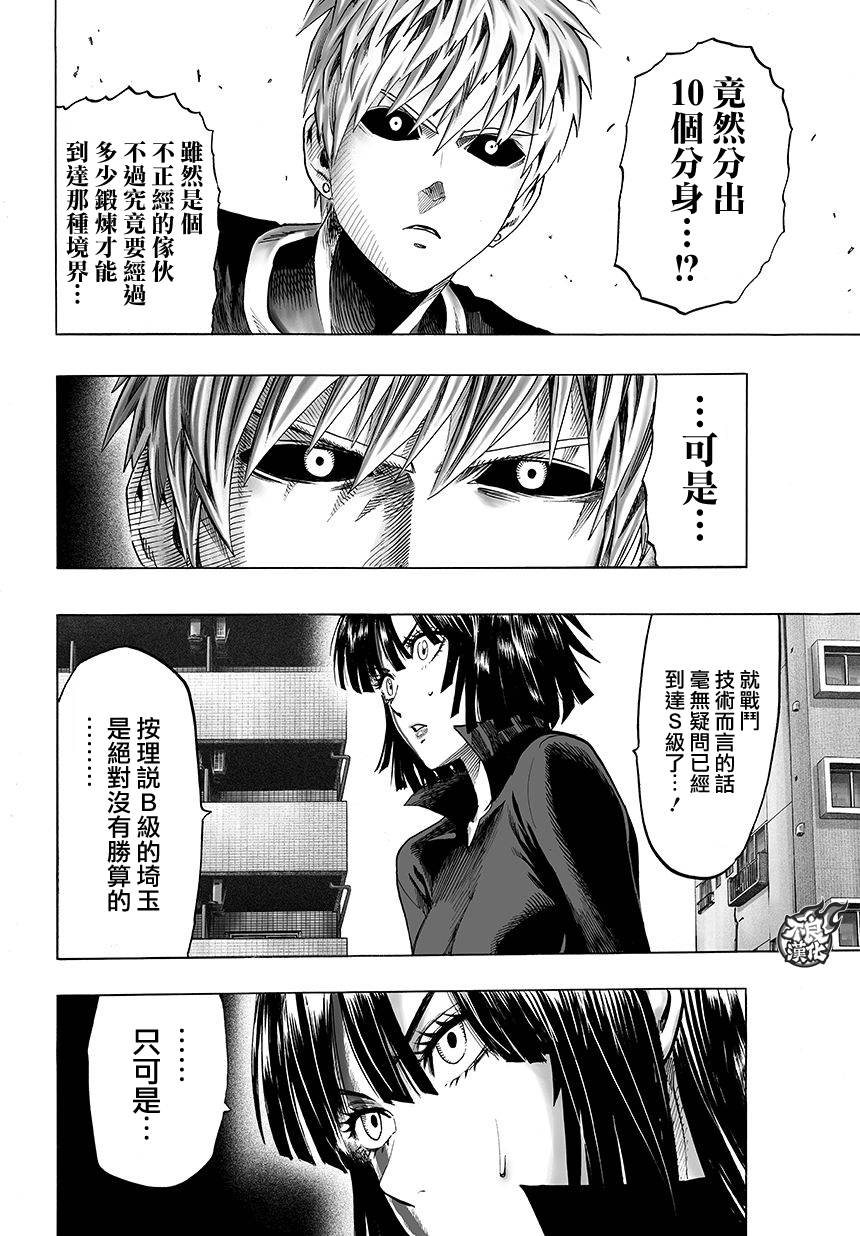 竟然分出
10個分身…!?
雖然是個
不正經的傢伙
不過究竟要經過
多少鍛煉才能
到達那種境界…
…可是…
就戰鬥
技術而言的話
毫無疑問已經
到達S級了…！
按理説B級的埼玉
是絕對沒有勝算的
………
……
只可是…
漢化